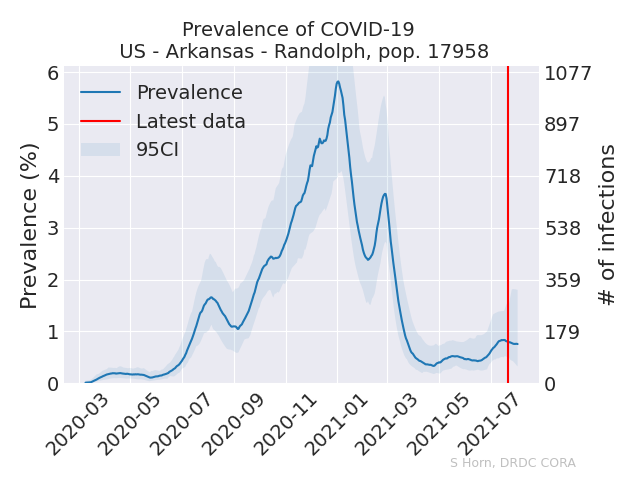 Prevalence of COVID-19
US - Arkansas - Randolph, pop. 17958
Prevalence
Latest data
95CI
Prevalence (%)
6
5
4
3
2
1
0
1077
897
718
538
359
179
0
# of infections
2020-03
2020-05
2020-07
2020-09
2020-11
2021-01
2021-03
2021-05
2021-07
S Horn, DRDC CORA